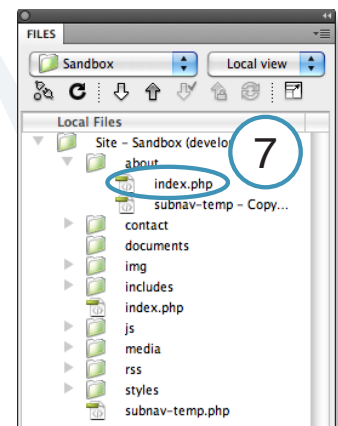 FILES
Sandbox Local view
Local Files
Site – Sandbox (develo
7
about
index.php
subnav-temp – Copy...
contact
documents
img
includes
index.php
js
media
rss
styles
subnav-temp.php